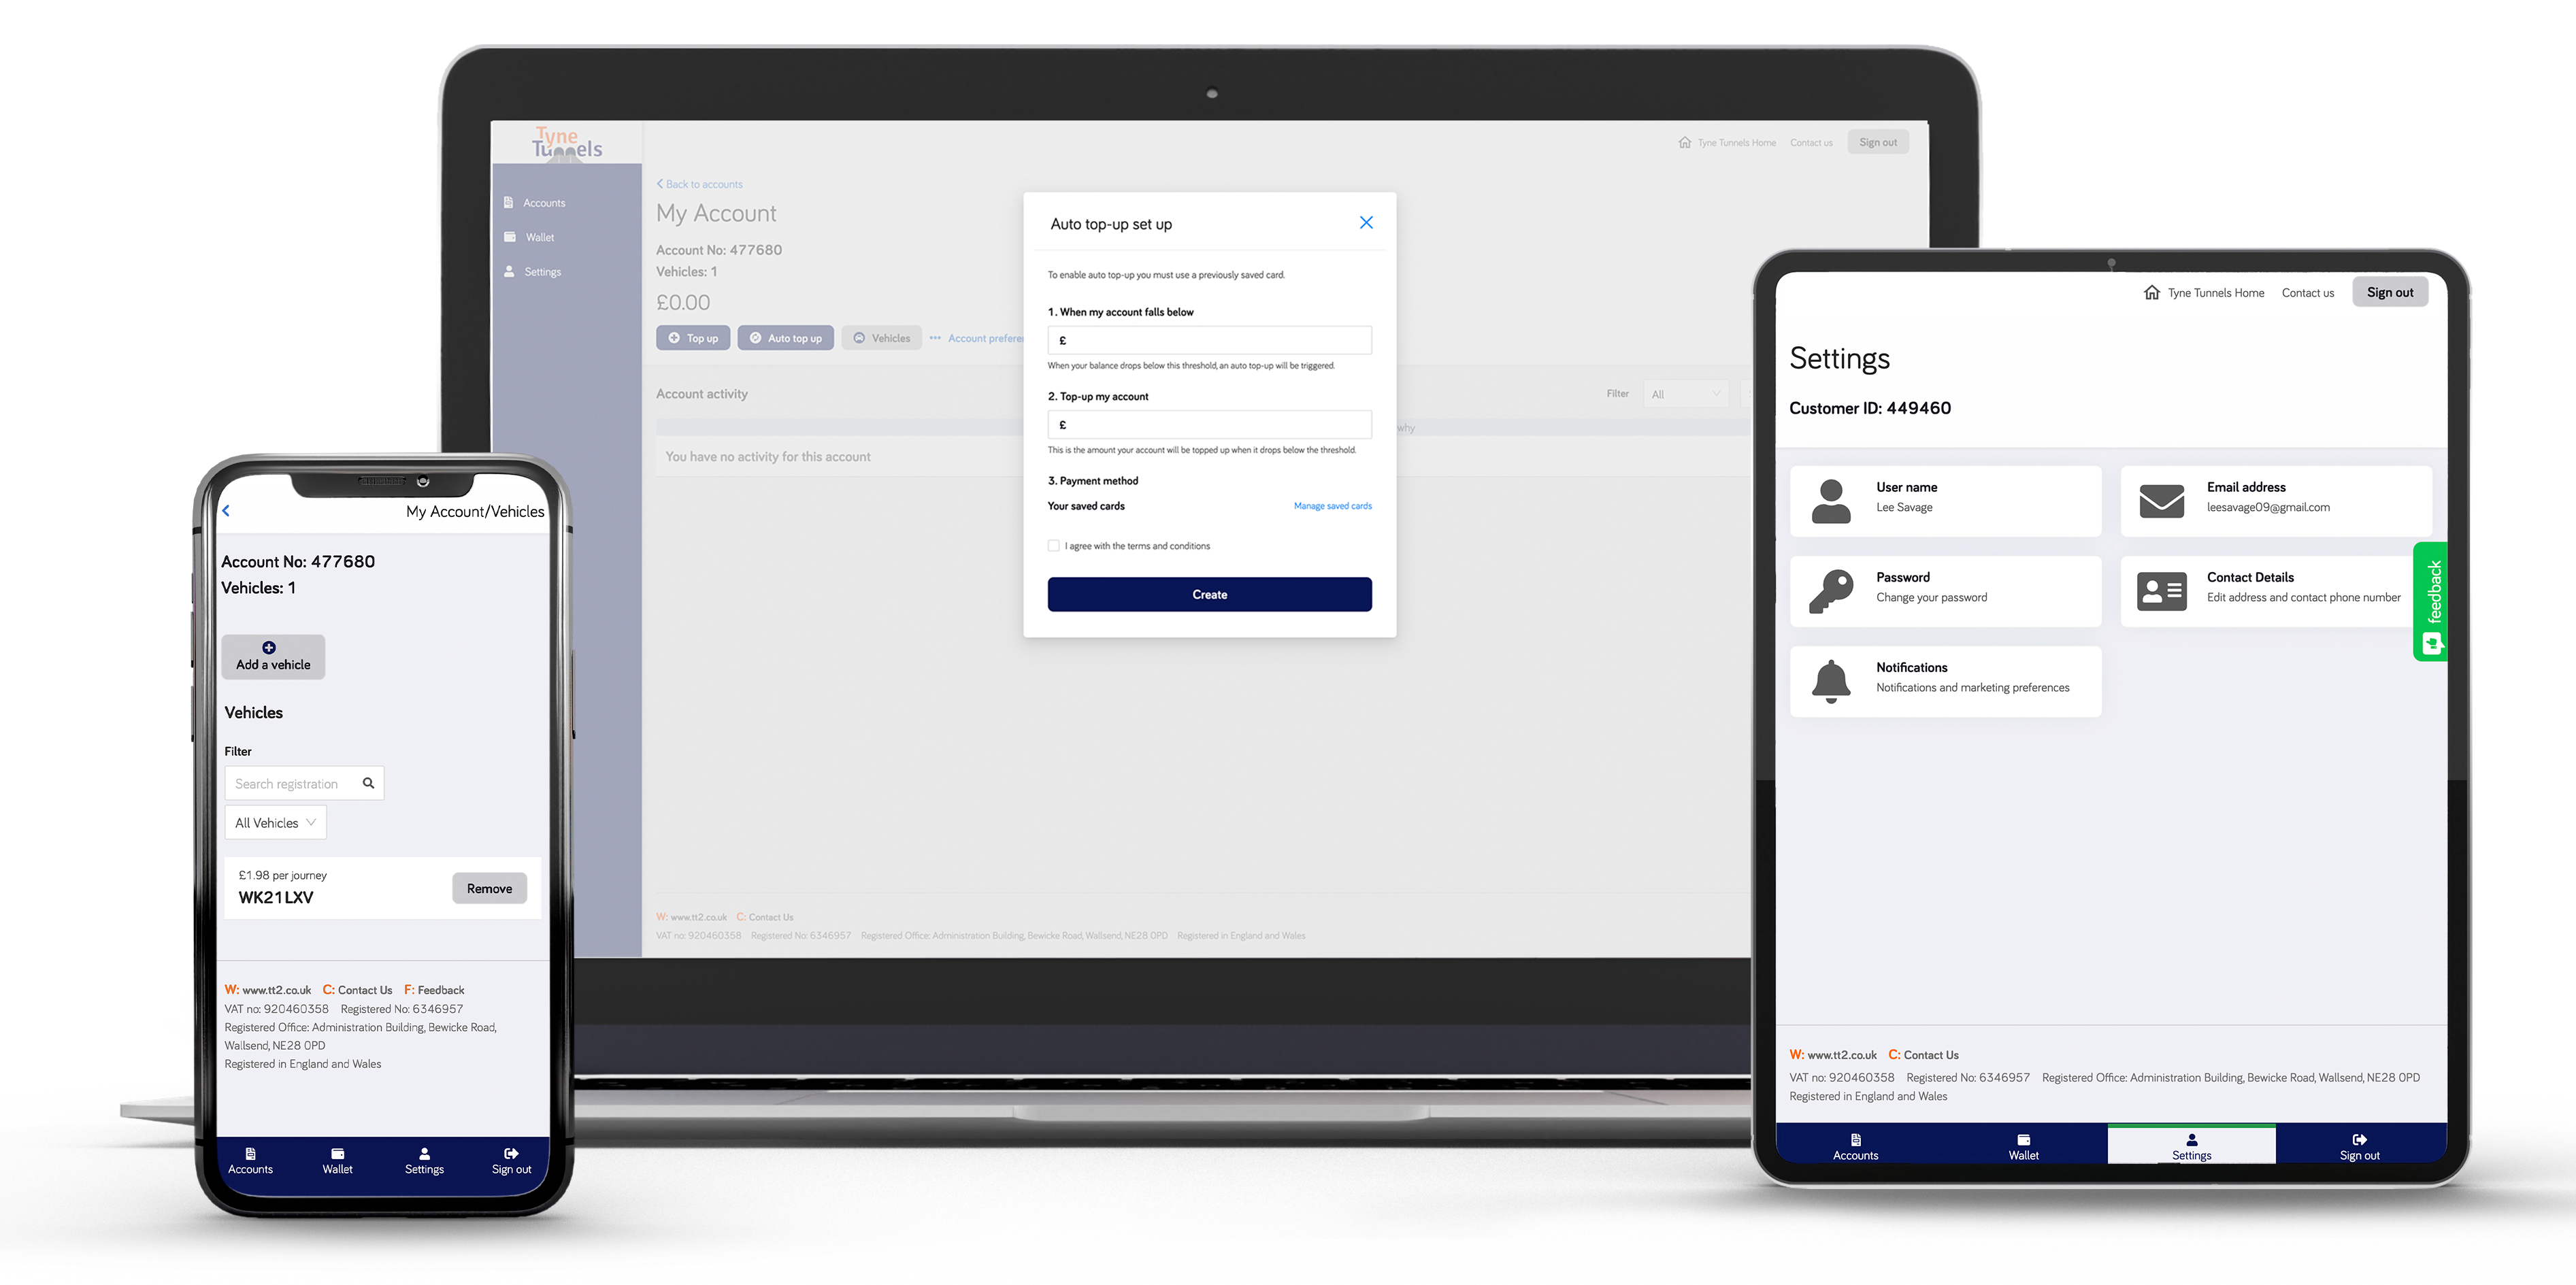 Tyne
Tunnels
Accounts
Wallet
Settings
Tyne Tunnels Home
Contact us
Sign out
Back to accounts
My Account
Account No: 477680
Vehicles: 1
£0.00
Top up
Auto top up
Vehicles
••• Account prefere
Account activity
Filter
All
why
You have no activity for this account
W: www.tt2.co.uk C: Contact Us
VAT no: 920460358 Registered No: 6346957 Registered Office: Administration Building, Bewicke Road, Wallsend, NE28 0PD Registered in England and Wales
Auto top-up set up
To enable auto top-up you must use a previously saved card.
1. When my account falls below
£
When your balance drops below this threshold, an auto top-up will be triggered.
2. Top-up my account
£
This is the amount your account will be topped up when it drops below the threshold.
3. Payment method
Your saved cards
Manage saved cards
I agree with the terms and conditions
Create
My Account/Vehicles
Account No: 477680
Vehicles: 1
Add a vehicle
Vehicles
Filter
Search registration
All Vehicles
£1.98 per journey
WK21LXV
Remove
W: www.tt2.co.uk C: Contact Us F: Feedback
VAT no: 920460358 Registered No: 6346957
Registered Office: Administration Building, Bewicke Road,
Wallsend, NE28 0PD
Registered in England and Wales
Accounts
Wallet
Settings
Sign out
Tyne Tunnels Home
Contact us
Sign out
Settings
Customer ID: 449460
User name
Lee Savage
Email address
leesavage09@gmail.com
Password
Change your password
Contact Details
Edit address and contact phone number
Notifications
Notifications and marketing preferences
feedback
W: www.tt2.co.uk C: Contact Us
VAT no: 920460358 Registered No: 6346957 Registered Office: Administration Building, Bewicke Road, Wallsend, NE28 0PD
Registered in England and Wales
Accounts
Wallet
Settings
Sign out